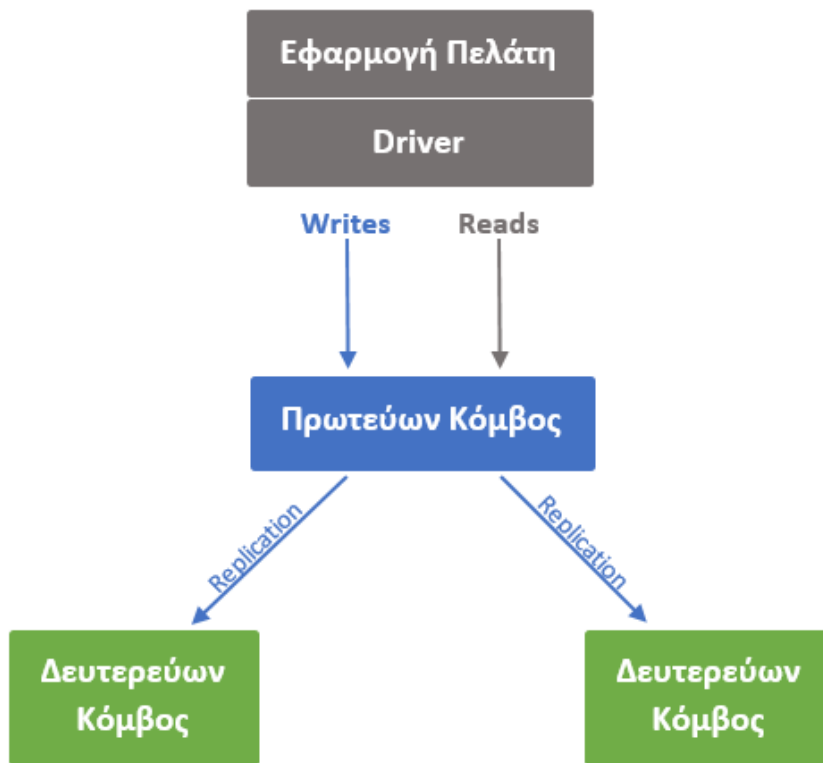 Εφαρμογή Πελάτη
Driver
Writes
Reads
Πρωτεύων Κόμβος
Replication
Replication
Δευτερεύων
Κόμβος
Δευτερεύων
Κόμβος